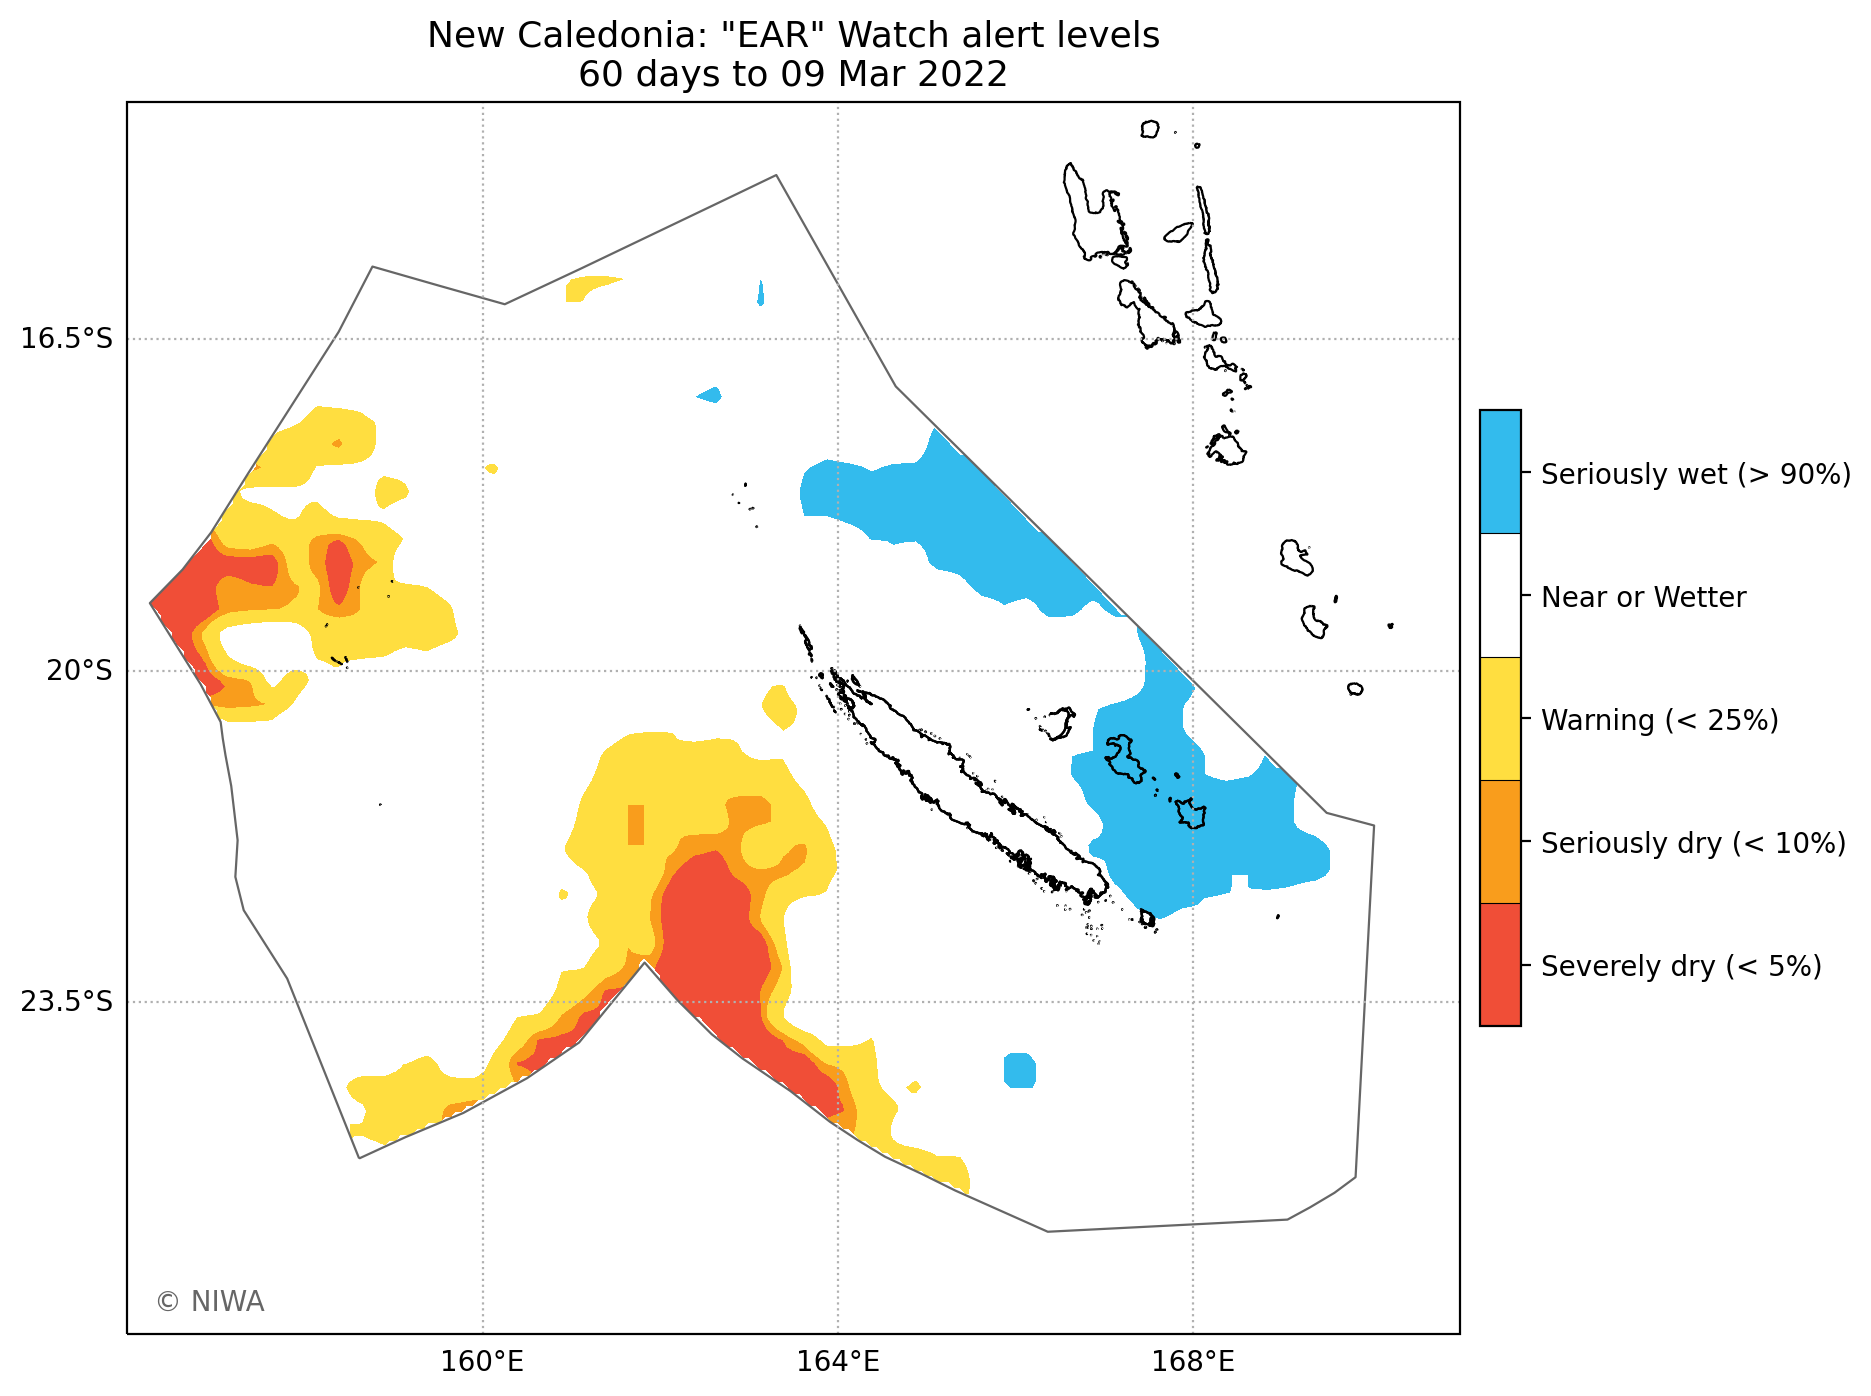 New Caledonia: "EAR" Watch alert levels
60 days to 09 Mar 2022
16.5°S
20°S
23.5°S
160°E
164°E
168°E
Seriously wet (> 90%)
Near or Wetter
Warning (< 25%)
Seriously dry (< 10%)
Severely dry (< 5%)
© NIWA